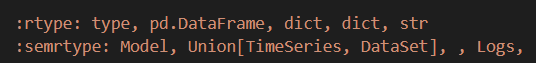 :rtype: type, pd.DataFrame, dict, dict, str
:semrtype: Model, Union[TimeSeries, DataSet], , Logs,